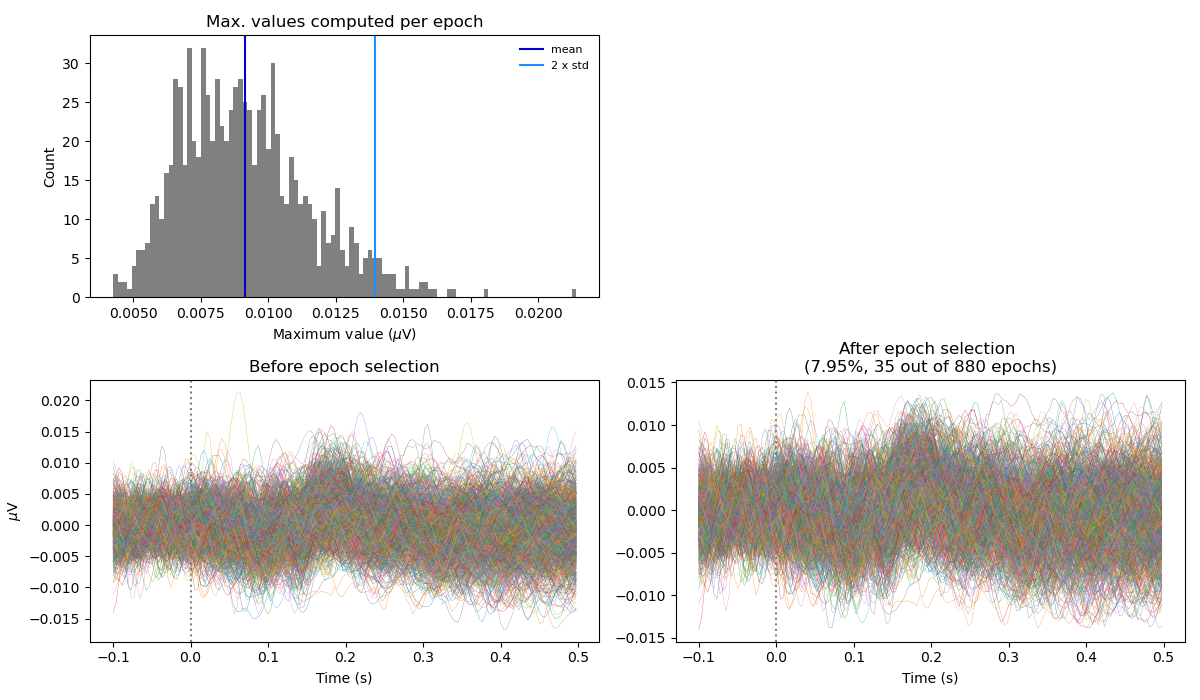 Max. values computed per epoch
mean
2 x std
Count
30
25
20
15
10
5
0
0.0050 0.0075 0.0100 0.0125 0.0150 0.0175 0.0200
Maximum value (μV)
Before epoch selection
μV
0.020
0.015
0.010
0.005
0.000
−0.005
−0.010
−0.015
−0.1 0.0 0.1 0.2 0.3 0.4 0.5
Time (s)
After epoch selection
(7.95%, 35 out of 880 epochs)
0.015
0.010
0.005
0.000
−0.005
−0.010
−0.015
−0.1 0.0 0.1 0.2 0.3 0.4 0.5
Time (s)